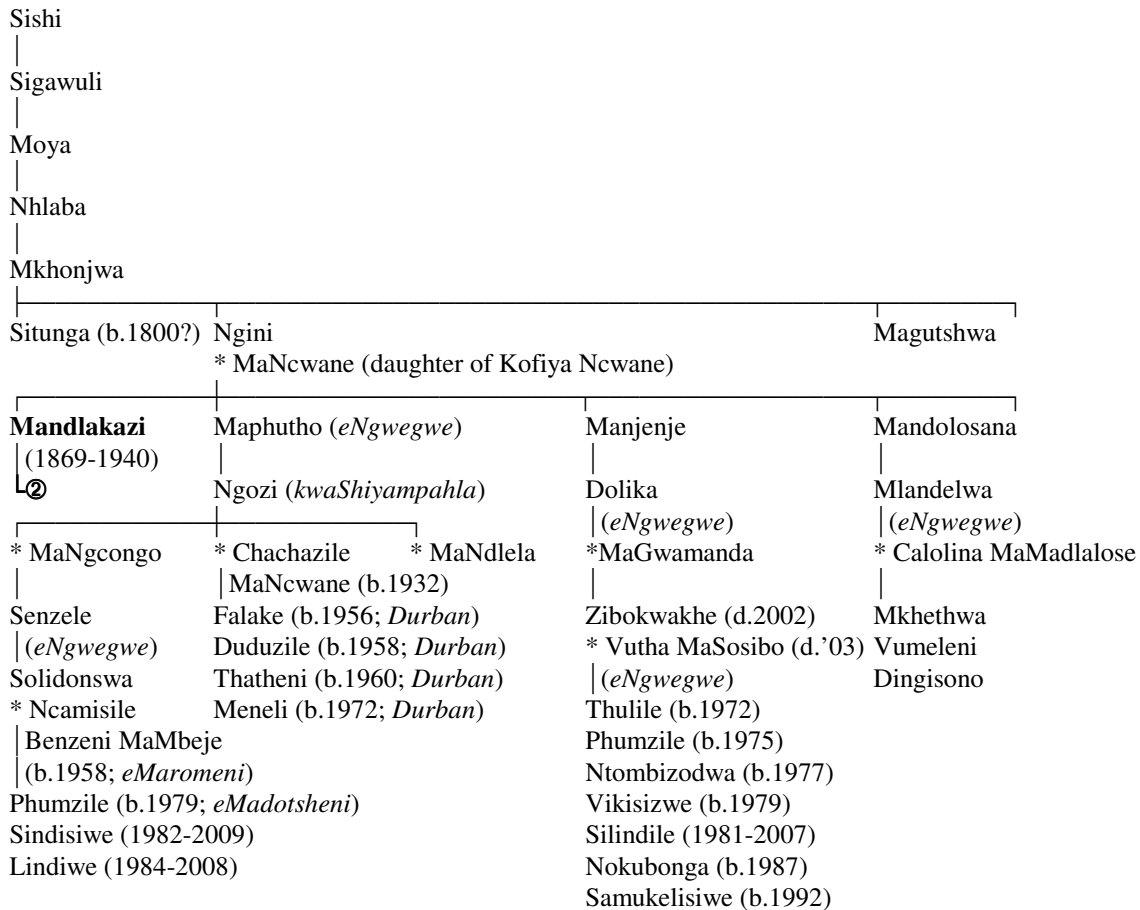 Sishi
Sigawuli
Moya
Nhlaba
Mkhonjwa
Situnga (b.1800?) Ngini Magutshwa
* MaNcwane (daughter of Kofiya Ncwane)
Mandlakazi Maphutho (eNgwegwe) Manjenje Mandolosana
(1869-1940)
② Ngozi (kwaShiyampahla) Dolika Mlandelwa
(eNgwegwe) (eNgwegwe)
* MaNgcongo * Chachazile * MaNdlela *MaGwamanda * Calolina MaMadlalose
MaNcwane (b.1932)
Senzele Falake (b.1956; Durban) Zibokwakhe (d.2002) Mkhethwa
(eNgwegwe) Duduzile (b.1958; Durban) * Vutha MaSosibo (d.’03) Vumeleni
Solidonswa Thatheni (b.1960; Durban) (eNgwegwe) Dingisono
* Ncamisile Meneli (b.1972; Durban) Thulile (b.1972)
Benzeni MaMbeje Phumzile (b.1975)
(b.1958; eMaromeni) Ntombizodwa (b.1977)
Phumzile (b.1979; eMadotsheni) Vikisizwe (b.1979)
Sindisiwe (1982-2009) Silindile (1981-2007)
Lindiwe (1984-2008) Nokubonga (b.1987)
Samukelisiwe (b.1992)